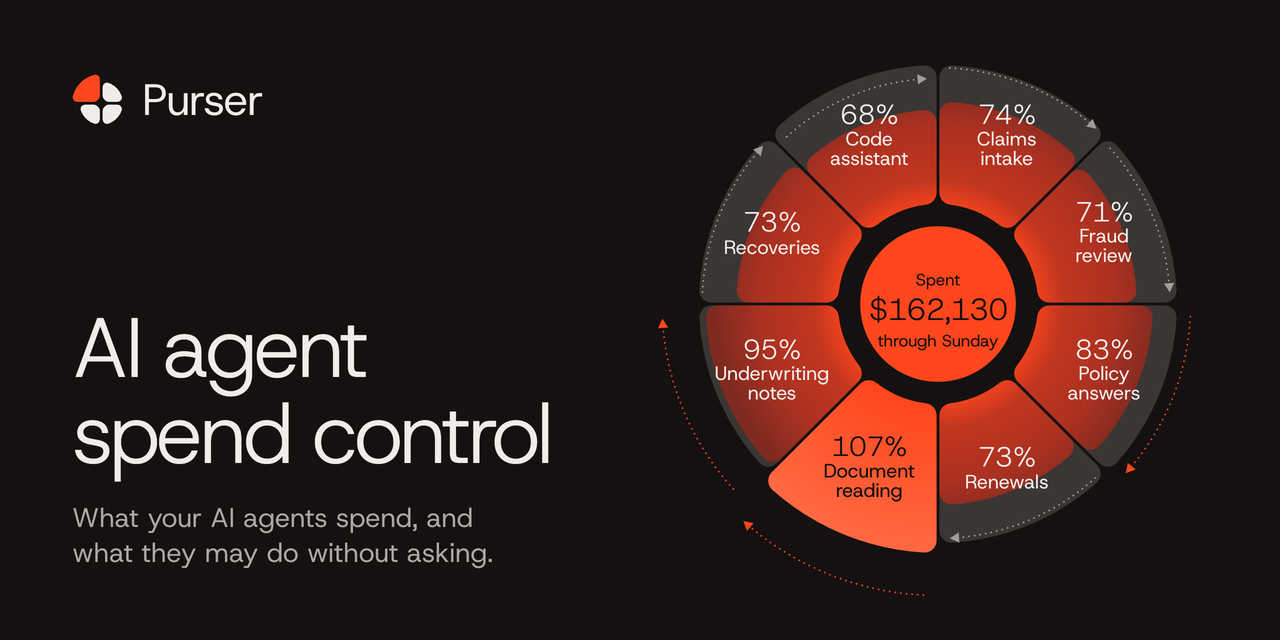 Purser
AI agent
spend control
What your AI agents spend, and
what they may do without asking.
68%
Code
assistant
74%
Claims
intake
71%
Fraud
review
83%
Policy
answers
73%
Renewals
107%
Document
reading
95%
Underwriting
notes
73%
Recoveries
Spent
$162,130
through Sunday